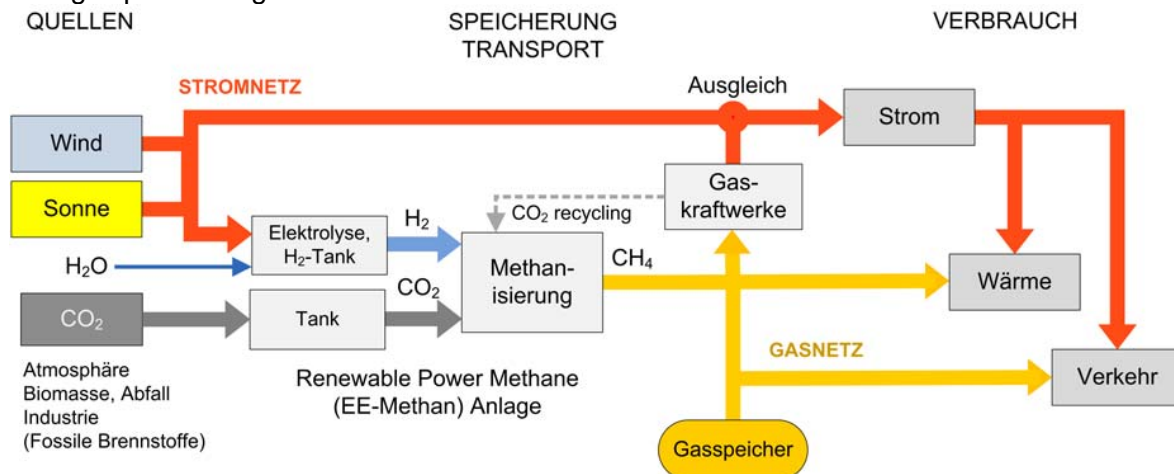 QUELLEN
SPEICHERUNG
TRANSPORT
VERBRAUCH
STROMNETZ
Ausgleich
Wind
Strom
Sonne
Gas-
kraftwerke
CO₂ recycling
Elektrolyse,
H₂-Tank
H₂
H₂O
Methan-
isierung
CH₄
Wärme
CO₂
CO₂
Tank
GASNETZ
Atmosphäre
Biomasse, Abfall
Industrie
(Fossile Brennstoffe)
Renewable Power Methane
(EE-Methan) Anlage
Verkehr
Gasspeicher